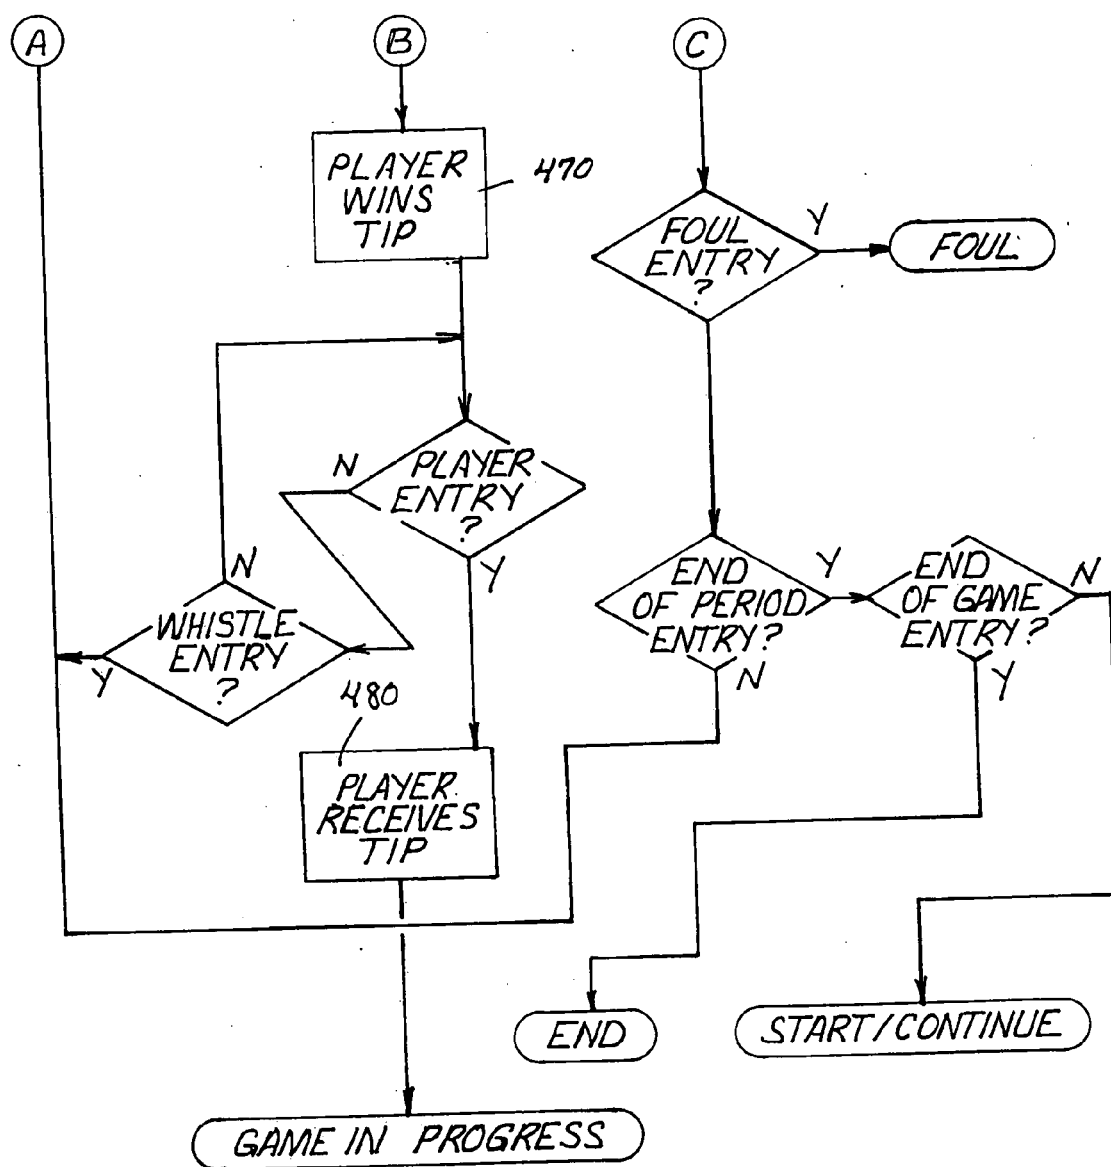 A
B
C
PLAYER
WINS
TIP
470
FOUL
ENTRY
?
Y
FOUL
PLAYER
ENTRY
?
N
Y
WHISTLE
ENTRY
?
N
Y
END
OF PERIOD
ENTRY?
Y
N
END
OF GAME
ENTRY?
N
Y
480
PLAYER
RECEIVES
TIP
END
START/CONTINUE
GAME IN PROGRESS